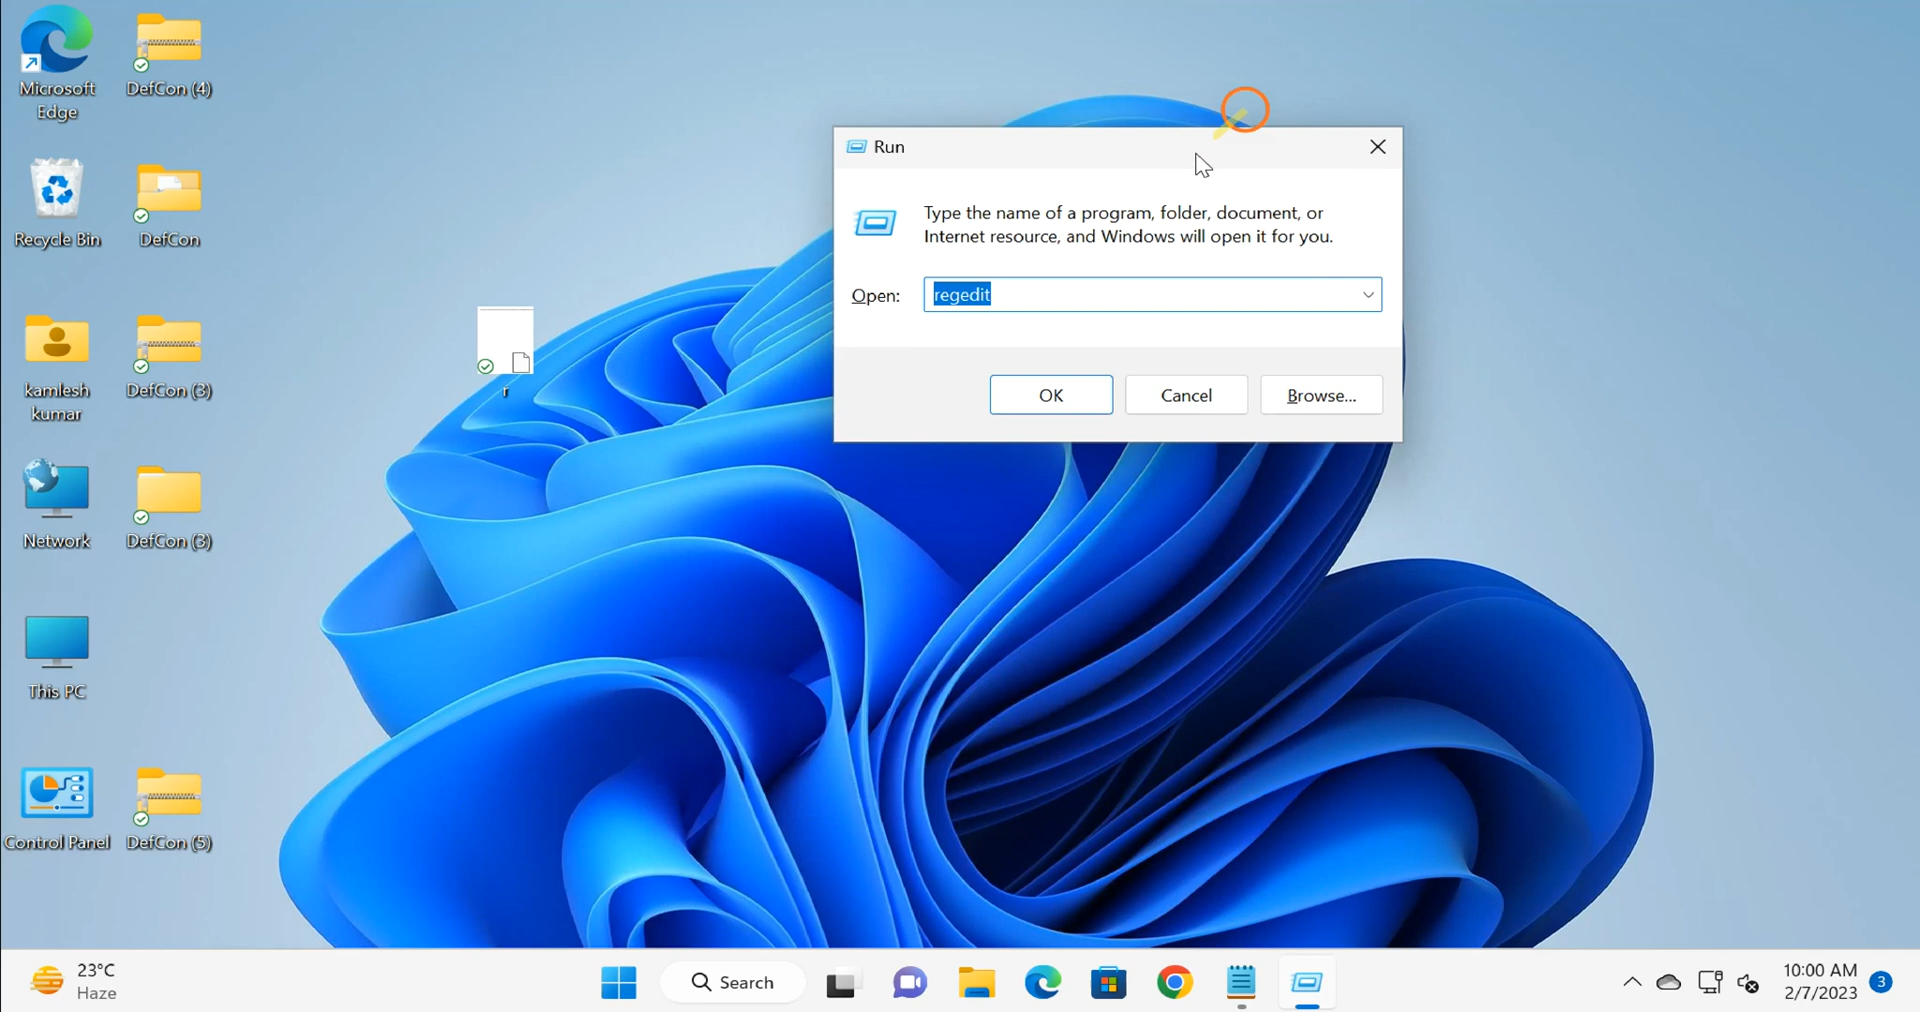 Microsoft
Edge
DefCon (4)
Recycle Bin
DefCon
kamlesh
kumar
DefCon (3)
Network
DefCon (3)
This PC
Control Panel
DefCon (5)
r
Run
Type the name of a program, folder, document, or
Internet resource, and Windows will open it for you.
Open:
regedit
OK
Cancel
Browse...
23°C
Haze
Search
10:00 AM
2/7/2023
3